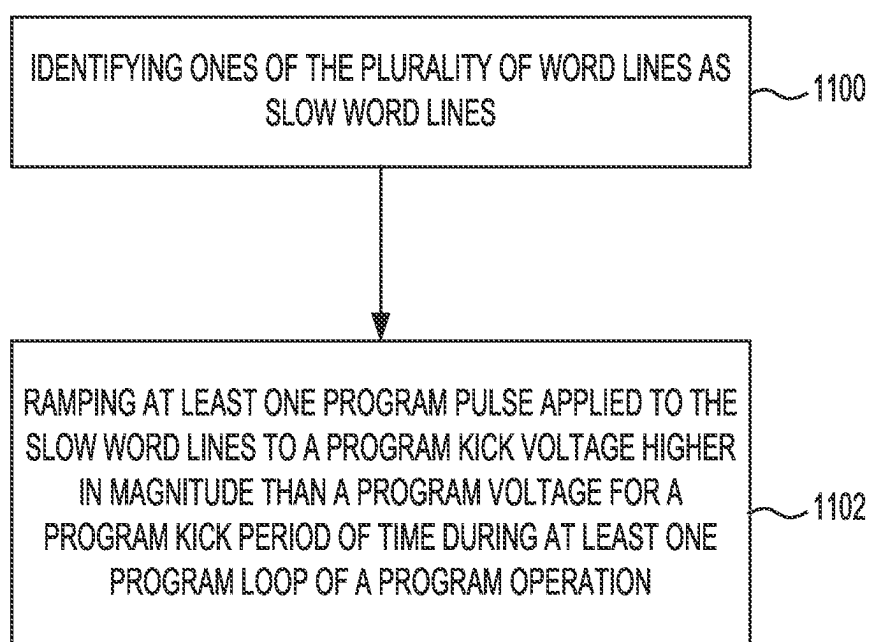 IDENTIFYING ONES OF THE PLURALITY OF WORD LINES AS
SLOW WORD LINES
1100
RAMPING AT LEAST ONE PROGRAM PULSE APPLIED TO THE
SLOW WORD LINES TO A PROGRAM KICK VOLTAGE HIGHER
IN MAGNITUDE THAN A PROGRAM VOLTAGE FOR A
PROGRAM KICK PERIOD OF TIME DURING AT LEAST ONE
PROGRAM LOOP OF A PROGRAM OPERATION
1102